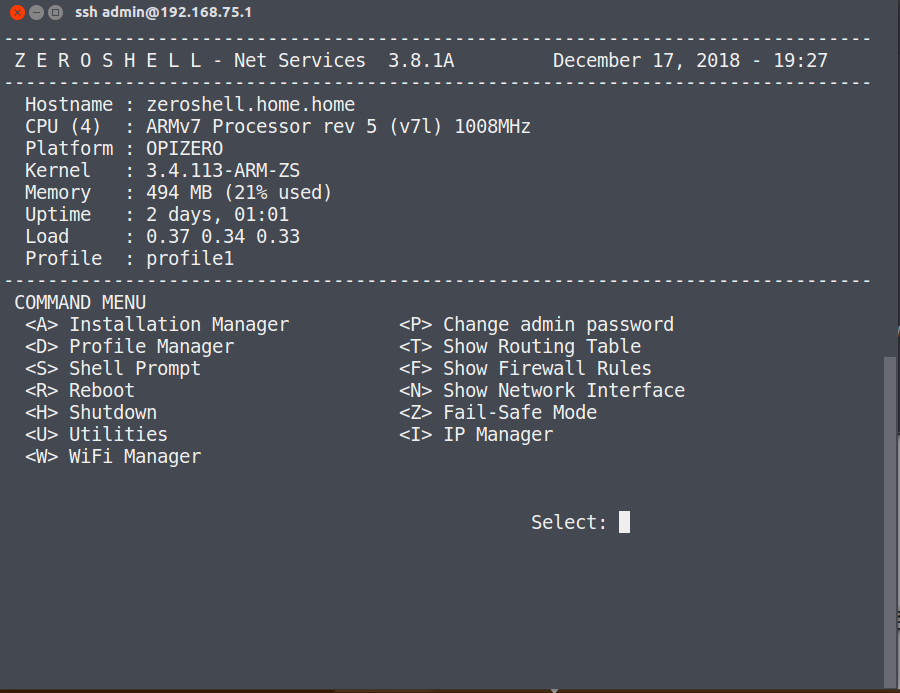 ssh admin@192.168.75.1
--------------------------------------------------------------------------------
Z E R O S H E L L - Net Services  3.8.1A         December 17, 2018 - 19:27
--------------------------------------------------------------------------------
Hostname : zeroshell.home.home
CPU (4)  : ARMv7 Processor rev 5 (v7l) 1008MHz
Platform : OPIZERO
Kernel   : 3.4.113-ARM-ZS
Memory   : 494 MB (21% used)
Uptime   : 2 days, 01:01
Load     : 0.37 0.34 0.33
Profile  : profile1
--------------------------------------------------------------------------------
COMMAND MENU
<A> Installation Manager          <P> Change admin password
<D> Profile Manager               <T> Show Routing Table
<S> Shell Prompt                  <F> Show Firewall Rules
<R> Reboot                        <N> Show Network Interface
<H> Shutdown                      <Z> Fail-Safe Mode
<U> Utilities                     <I> IP Manager
<W> WiFi Manager
Select: